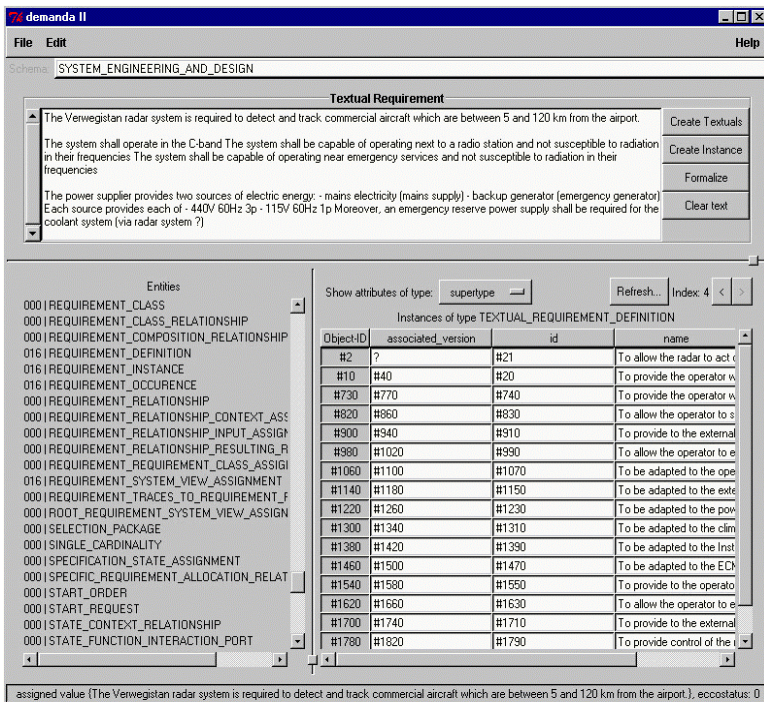 demanda II
File Edit Help
Schema: SYSTEM_ENGINEERING_AND_DESIGN
Textual Requirement
The Verwegistan radar system is required to detect and track commercial aircraft which are between 5 and 120 km from the airport.
The system shall operate in the C-band The system shall be capable of operating next to a radio station and not susceptible to radiation
in their frequencies The system shall be capable of operating near emergency services and not susceptible to radiation in their
frequencies
The power supplier provides two sources of electric energy: - mains electricity (mains supply) - backup generator (emergency generator)
Each source provides each of - 440V 60Hz 3p - 115V 60Hz 1p Moreover, an emergency reserve power supply shall be required for the
coolant system (via radar system ?)
Create Textuals
Create Instance
Formalize
Clear text
Entities
000 | REQUIREMENT_CLASS
000 | REQUIREMENT_CLASS_RELATIONSHIP
000 | REQUIREMENT_COMPOSITION_RELATIONSHIP
016 | REQUIREMENT_DEFINITION
016 | REQUIREMENT_INSTANCE
016 | REQUIREMENT_OCCURENCE
000 | REQUIREMENT_RELATIONSHIP
000 | REQUIREMENT_RELATIONSHIP_CONTEXT_ASS
000 | REQUIREMENT_RELATIONSHIP_INPUT_ASSIGN
000 | REQUIREMENT_RELATIONSHIP_RESULTING_R
000 | REQUIREMENT_REQUIREMENT_CLASS_ASSIGI
016 | REQUIREMENT_SYSTEM_VIEW_ASSIGNMENT
000 | REQUIREMENT_TRACES_TO_REQUIREMENT_F
000 | ROOT_REQUIREMENT_SYSTEM_VIEW_ASSIGN
000 | SELECTION_PACKAGE
000 | SINGLE_CARDINALITY
000 | SPECIFICATION_STATE_ASSIGNMENT
000 | SPECIFIC_REQUIREMENT_ALLOCATION_RELAT
000 | START_ORDER
000 | START_REQUEST
000 | STATE_CONTEXT_RELATIONSHIP
000 | STATE_FUNCTION_INTERACTION_PORT
Show attributes of type: supertype Refresh... Index: 4 < >
Instances of type TEXTUAL_REQUIREMENT_DEFINITION
Object-ID associated_version id name
#2 ? #21 To allow the radar to act
#10 #40 #20 To provide the operator w
#730 #770 #740 To provide the operator w
#820 #860 #830 To allow the operator to s
#900 #940 #910 To provide to the external
#980 #1020 #990 To allow the operator to e
#1060 #1100 #1070 To be adapted to the ope
#1140 #1180 #1150 To be adapted to the exte
#1220 #1260 #1230 To be adapted to the pow
#1300 #1340 #1310 To be adapted to the clim
#1380 #1420 #1390 To be adapted to the Inst
#1460 #1500 #1470 To be adapted to the ECM
#1540 #1580 #1550 To provide to the operato
#1620 #1660 #1630 To allow the operator to e
#1700 #1740 #1710 To provide to the external
#1780 #1820 #1790 To provide control of the
assigned value {The Verwegistan radar system is required to detect and track commercial aircraft which are between 5 and 120 km from the airport.}, eccostatus: 0